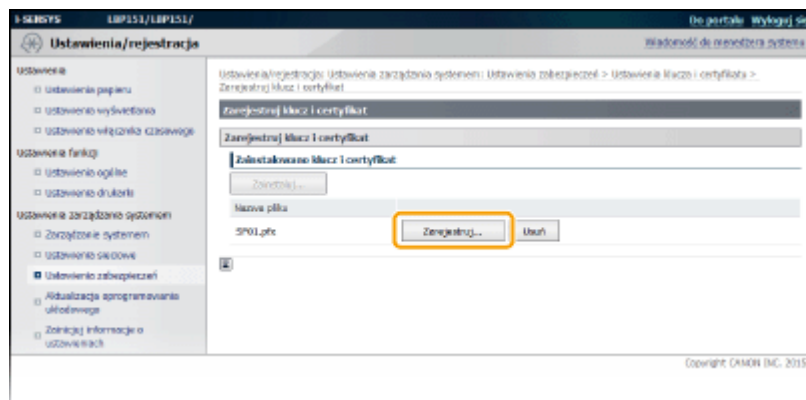 i-SENSYS LBP151/LBP151/ Do portalu Wyloguj się
Ustawienia/rejestracja Wiadomość do menedżera systemu
Ustawienia
Ustawienia papieru
Ustawienia wyświetlania
Ustawienia włącznika czasowego
Ustawienia funkcji
Ustawienia ogólne
Ustawienia drukarki
Ustawienia zarządzania systemem
Zarządzanie systemem
Ustawienia sieciowe
Ustawienia zabezpieczeń
Aktualizacja oprogramowania
układowego
Zainicjuj informacje o
ustawieniach
Ustawienia/rejestracja: Ustawienia zarządzania systemem: Ustawienia zabezpieczeń > Ustawienia klucza i certyfikatu >
Zarejestruj klucz i certyfikat
Zarejestruj klucz i certyfikat
Zarejestruj klucz i certyfikat
Zainstalowano klucz i certyfikat
Zainstaluj...
Nazwa pliku
SP01.pfx Zarejestruj... Usuń
Copyright CANON INC. 2015